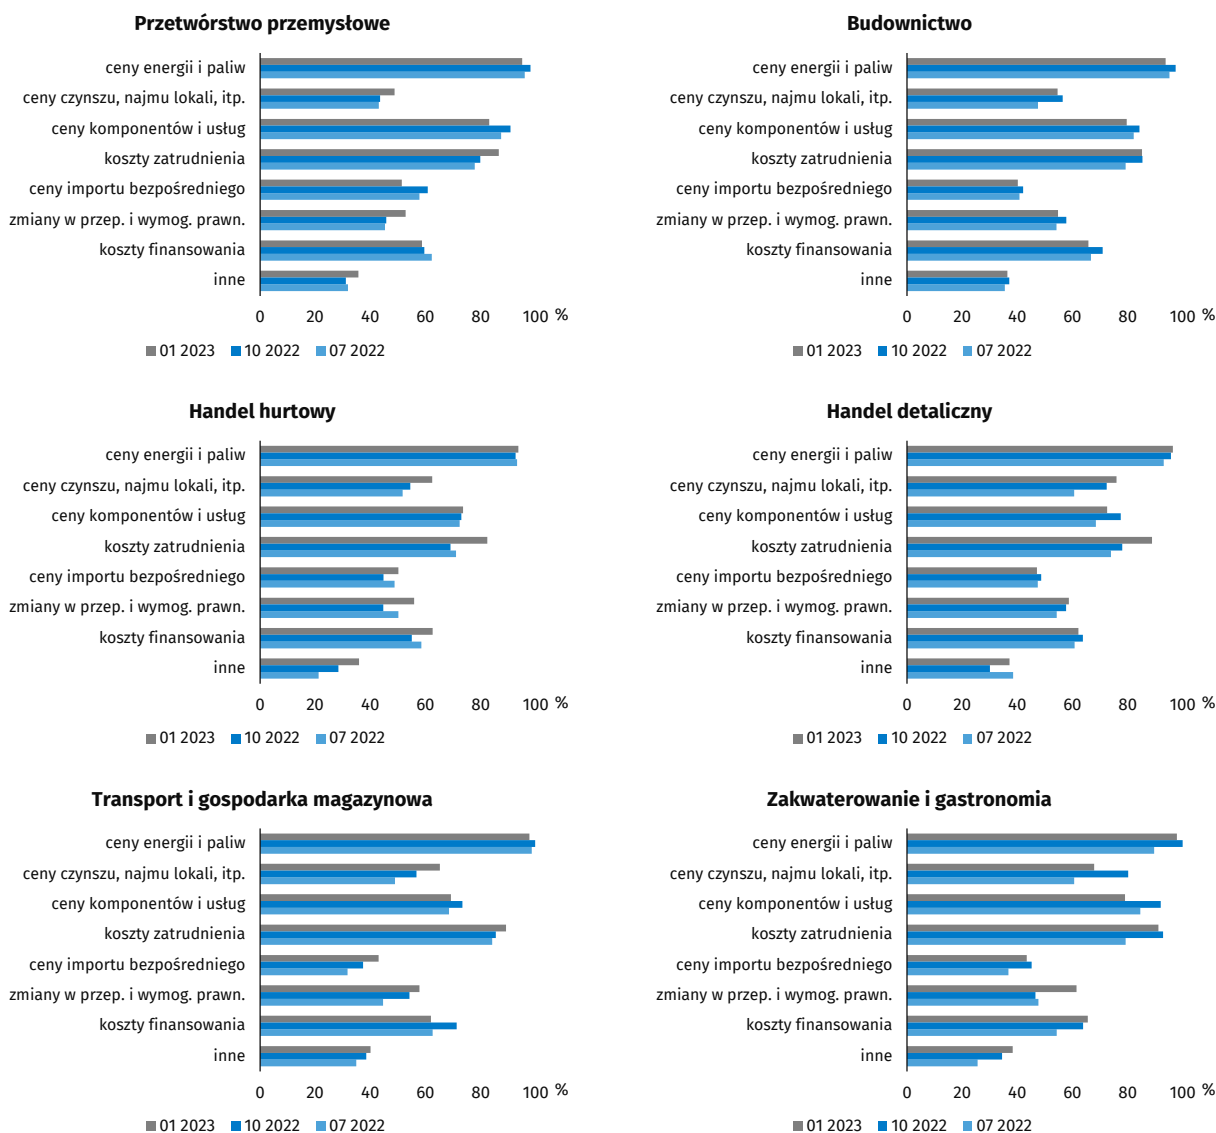 Przetwórstwo przemysłowe
ceny energii i paliw
ceny czynszu, najmu lokali, itp.
ceny komponentów i usług
koszty zatrudnienia
ceny importu bezpośredniego
zmiany w przep. i wymog. prawn.
koszty finansowania
inne
0 20 40 60 80 100 %
01 2023 10 2022 07 2022
Budownictwo
ceny energii i paliw
ceny czynszu, najmu lokali, itp.
ceny komponentów i usług
koszty zatrudnienia
ceny importu bezpośredniego
zmiany w przep. i wymog. prawn.
koszty finansowania
inne
0 20 40 60 80 100 %
01 2023 10 2022 07 2022
Handel hurtowy
ceny energii i paliw
ceny czynszu, najmu lokali, itp.
ceny komponentów i usług
koszty zatrudnienia
ceny importu bezpośredniego
zmiany w przep. i wymog. prawn.
koszty finansowania
inne
0 20 40 60 80 100 %
01 2023 10 2022 07 2022
Handel detaliczny
ceny energii i paliw
ceny czynszu, najmu lokali, itp.
ceny komponentów i usług
koszty zatrudnienia
ceny importu bezpośredniego
zmiany w przep. i wymog. prawn.
koszty finansowania
inne
0 20 40 60 80 100 %
01 2023 10 2022 07 2022
Transport i gospodarka magazynowa
ceny energii i paliw
ceny czynszu, najmu lokali, itp.
ceny komponentów i usług
koszty zatrudnienia
ceny importu bezpośredniego
zmiany w przep. i wymog. prawn.
koszty finansowania
inne
0 20 40 60 80 100 %
01 2023 10 2022 07 2022
Zakwaterowanie i gastronomia
ceny energii i paliw
ceny czynszu, najmu lokali, itp.
ceny komponentów i usług
koszty zatrudnienia
ceny importu bezpośredniego
zmiany w przep. i wymog. prawn.
koszty finansowania
inne
0 20 40 60 80 100 %
01 2023 10 2022 07 2022